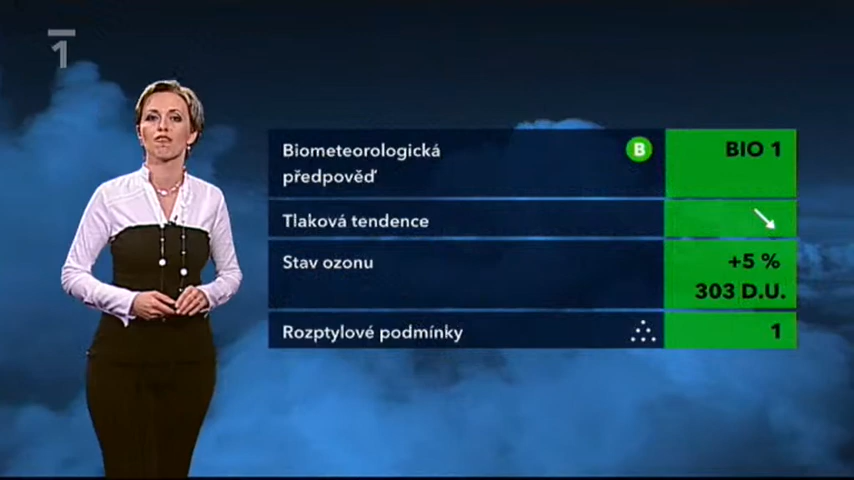 1
Biometeorologická
předpověď
B
BIO 1
Tlaková tendence
Stav ozonu
+5 %
303 D.U.
Rozptylové podmínky
1